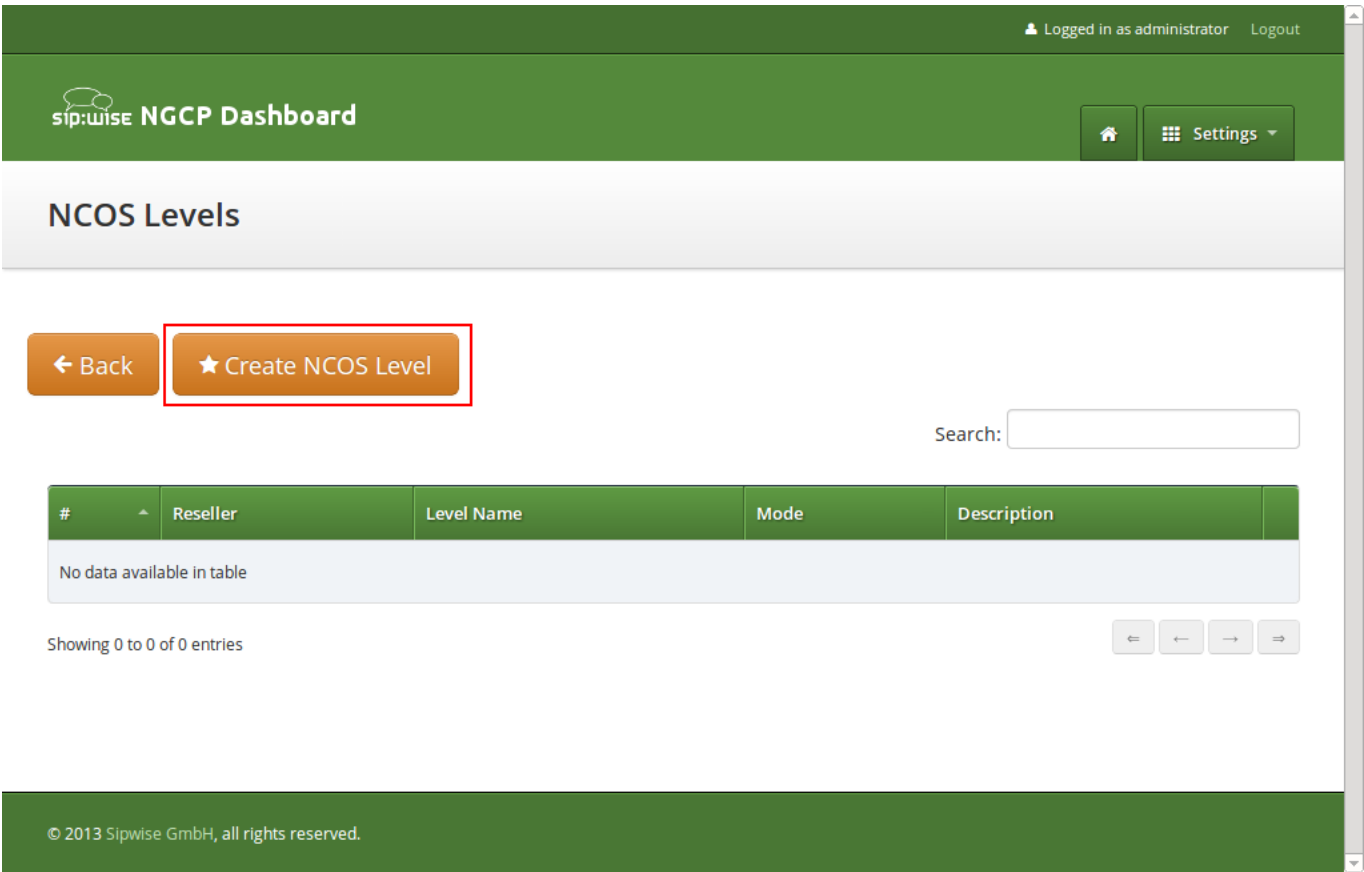 Logged in as administrator Logout
sip:wise NGCP Dashboard
Settings
NCOS Levels
Back Create NCOS Level
Search:
# Reseller Level Name Mode Description
No data available in table
Showing 0 to 0 of 0 entries
© 2013 Sipwise GmbH, all rights reserved.